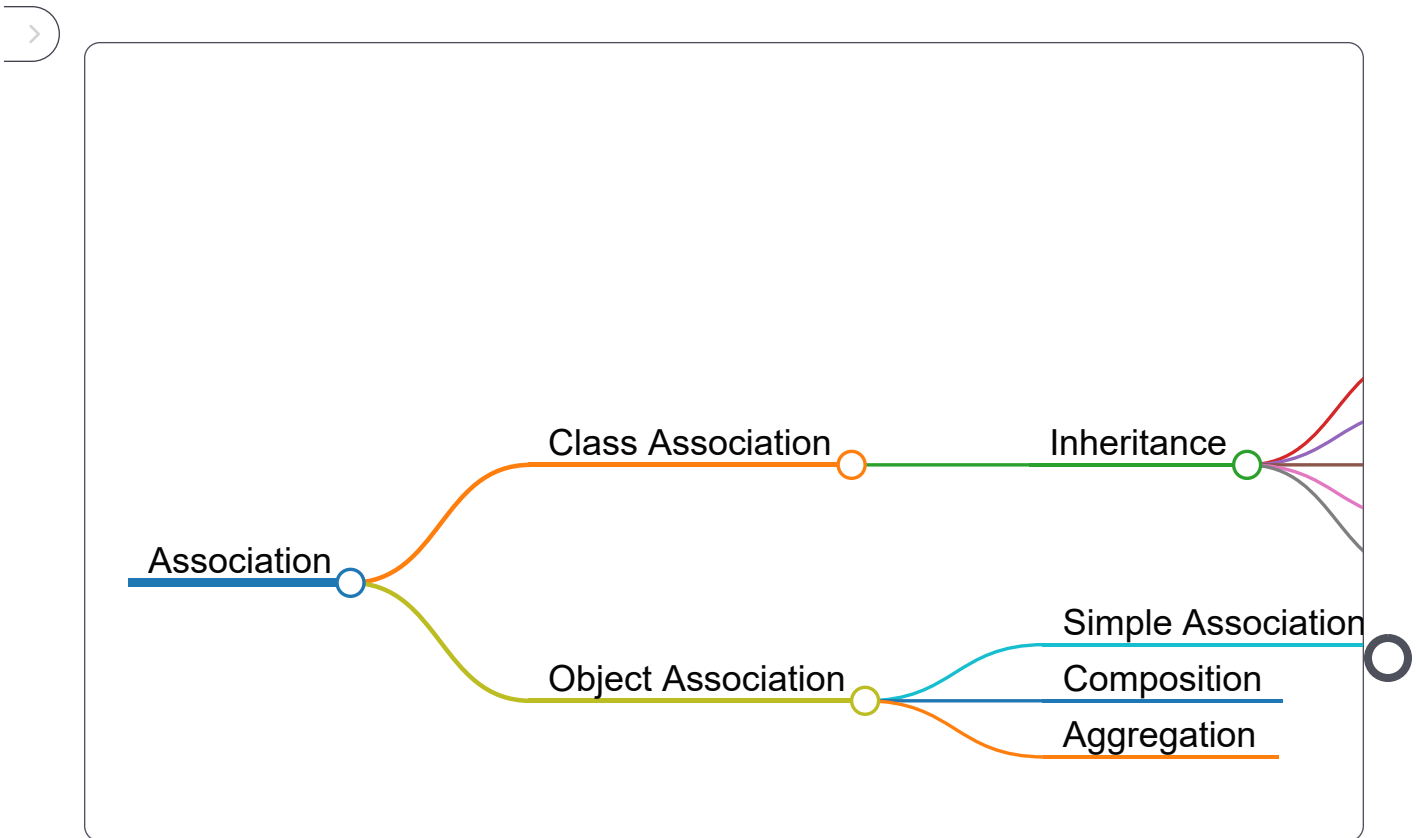 Class Association
Inheritance
Association
Simple Association
Object Association
Composition
Aggregation